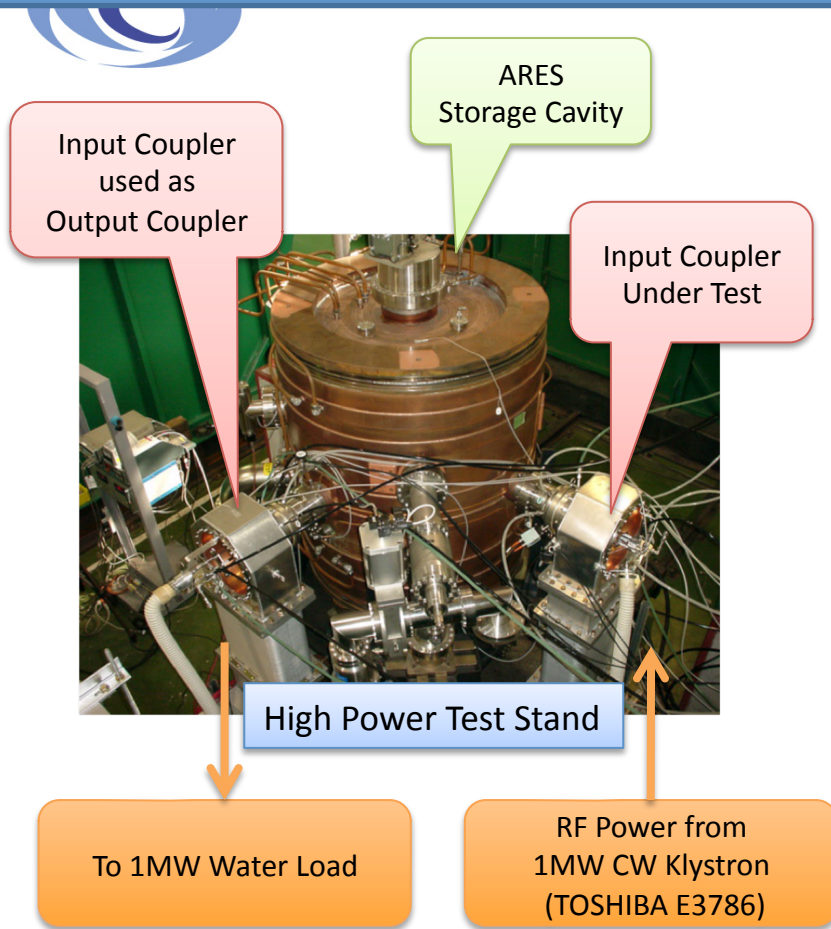 ARES
Storage Cavity
Input Coupler
used as
Output Coupler
Input Coupler
Under Test
High Power Test Stand
To 1MW Water Load
RF Power from
1MW CW Klystron
(TOSHIBA E3786)